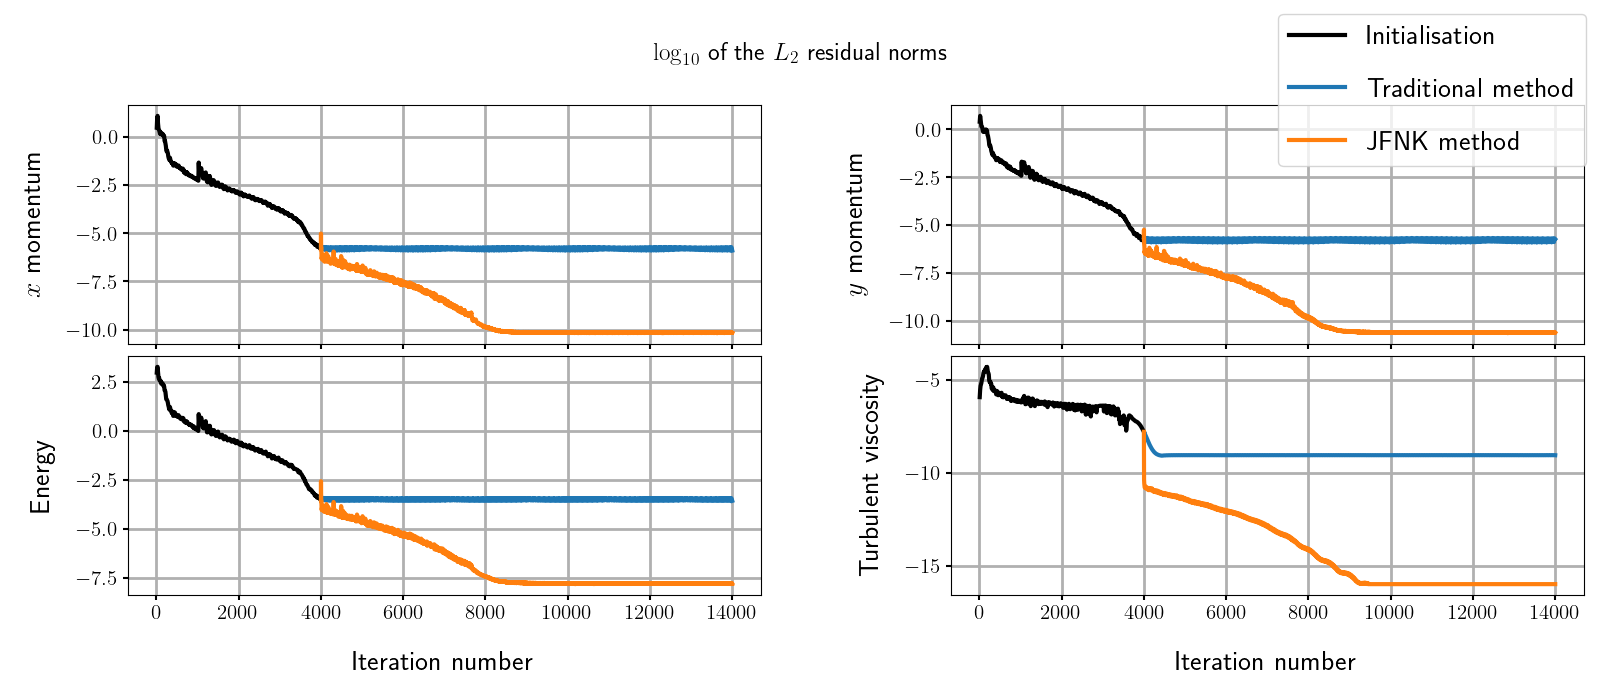 log10 of the L2 residual norms
Initialisation
Traditional method
JFNK method
x momentum
0.0
−2.5
−5.0
−7.5
−10.0
y momentum
0.0
−2.5
−5.0
−7.5
−10.0
Energy
2.5
0.0
−2.5
−5.0
−7.5
0 2000 4000 6000 8000 10000 12000 14000
Iteration number
Turbulent viscosity
−5
−10
−15
0 2000 4000 6000 8000 10000 12000 14000
Iteration number